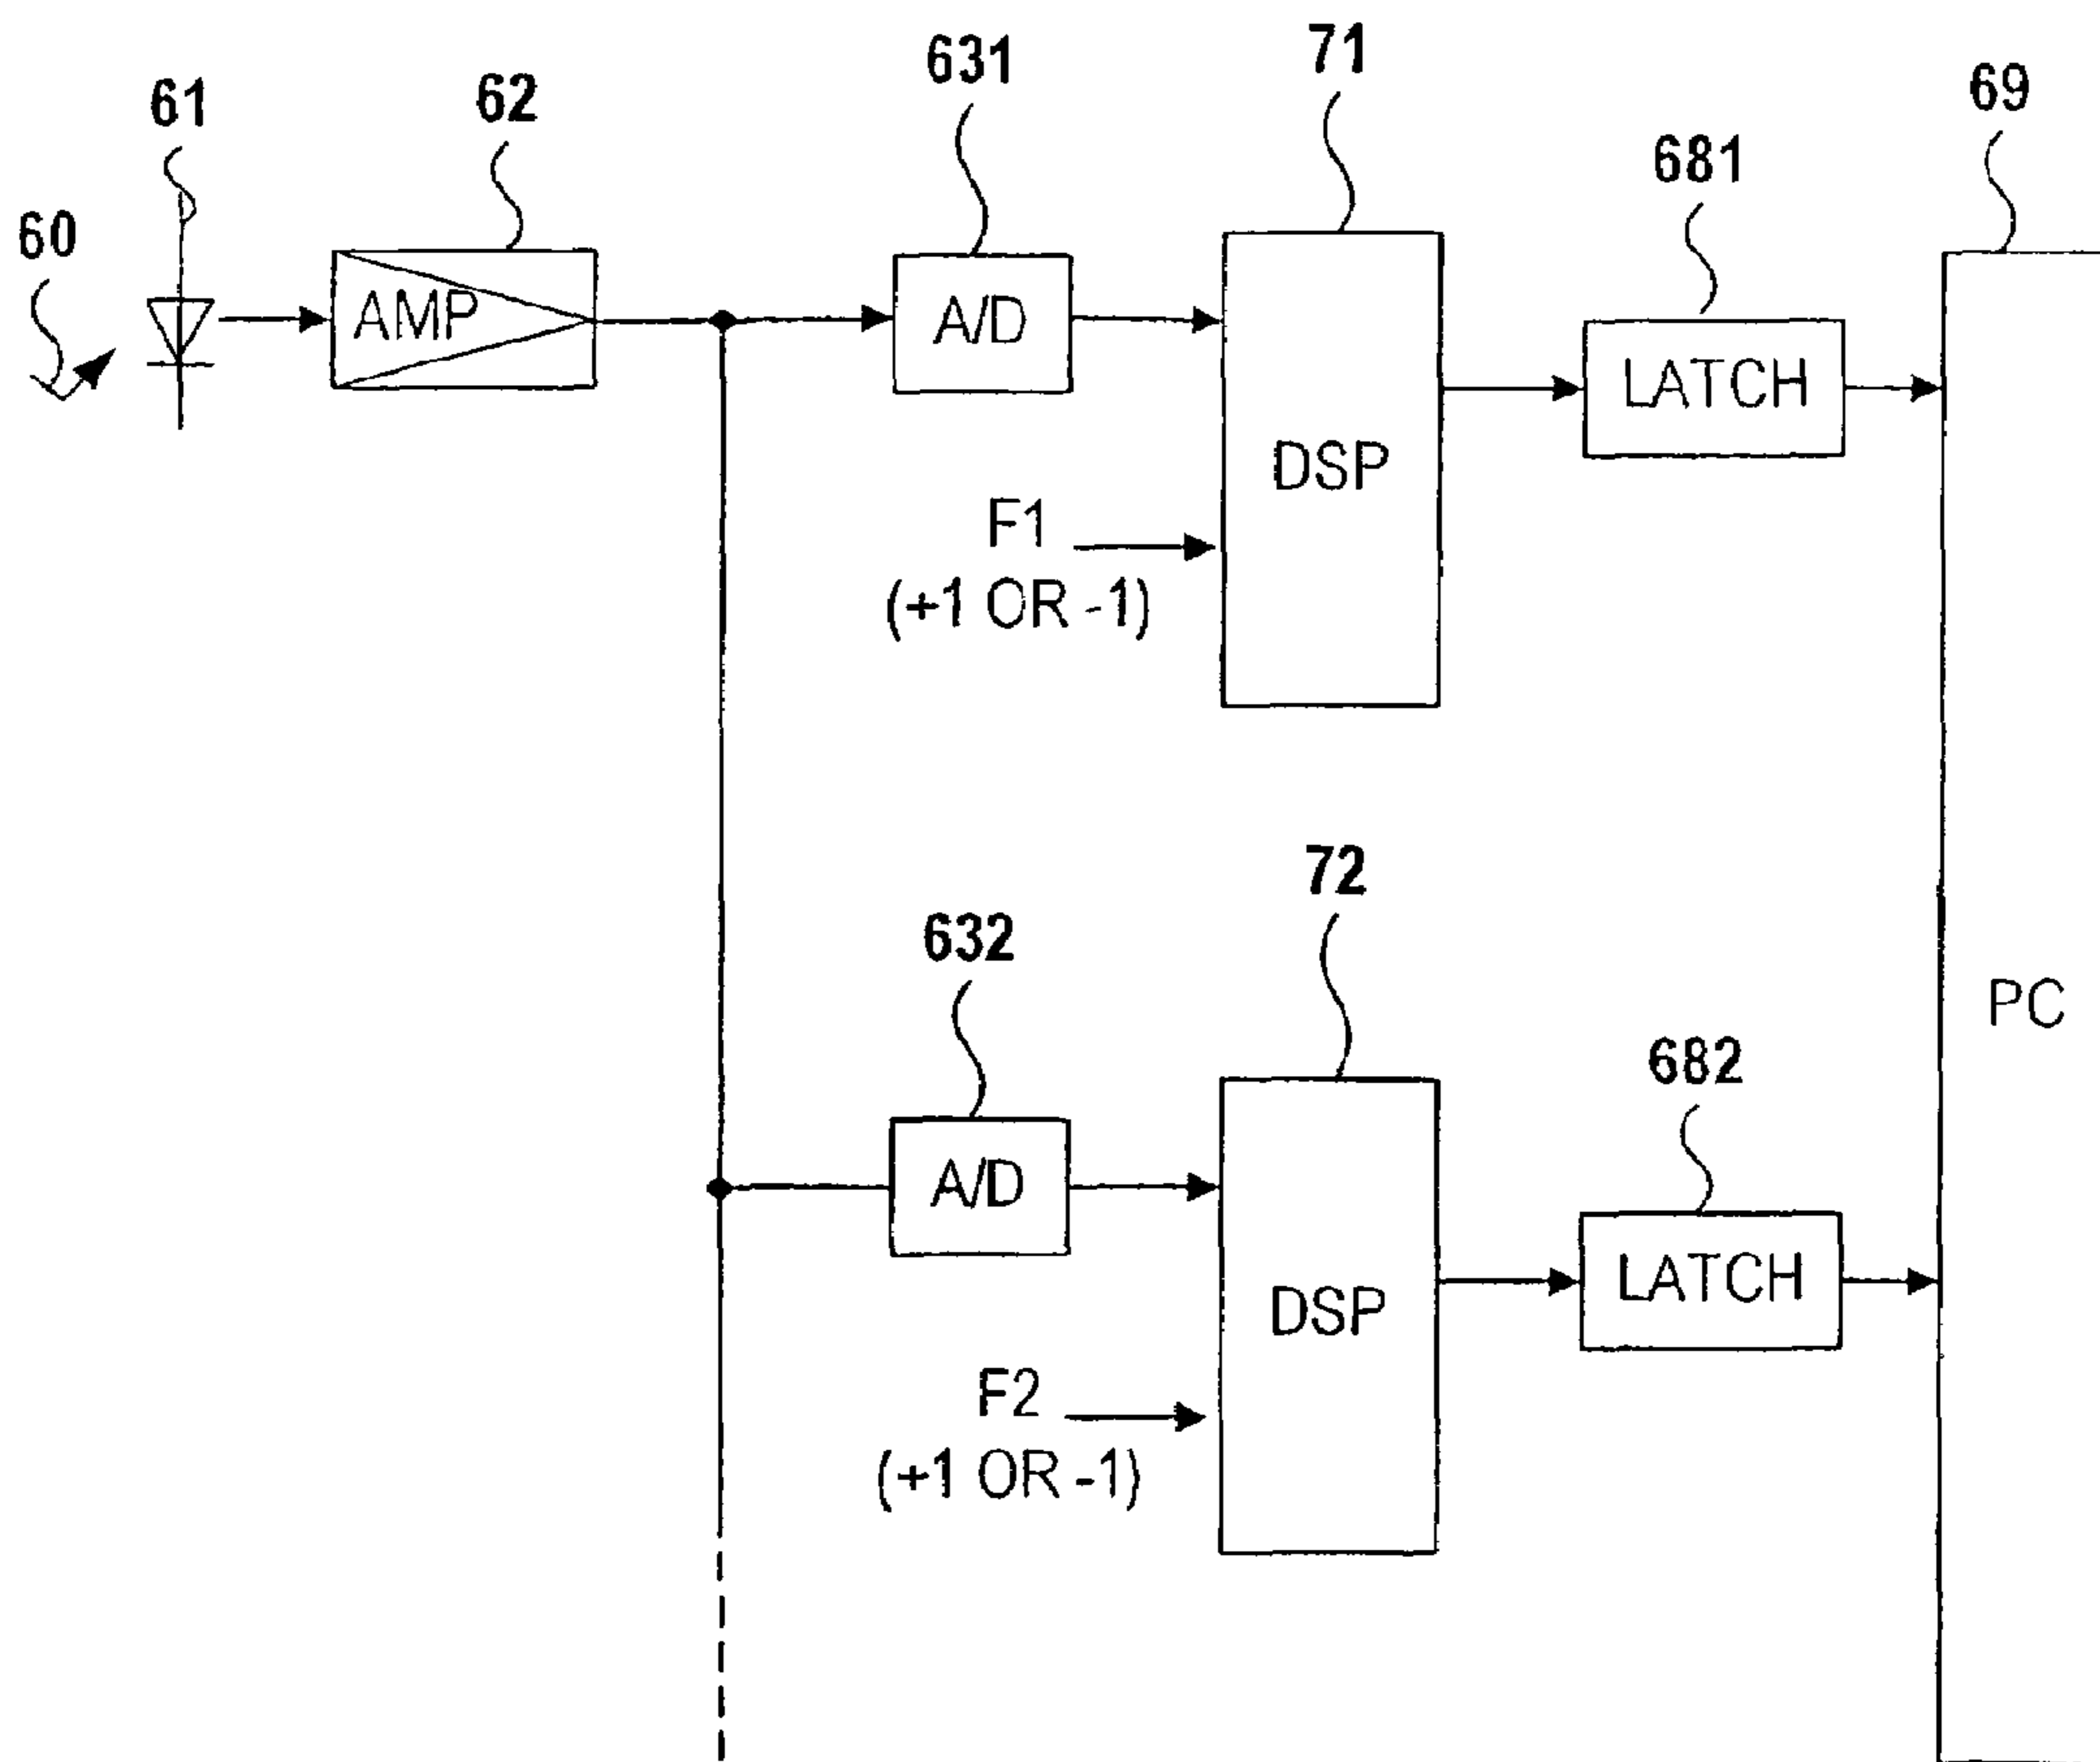 71
631
69
61
62
681
60
AMP
A/D
LATCH
DSP
F1
(+1 OR -1)
72
632
PC
682
A/D
LATCH
DSP
F2
(+1 OR -1)